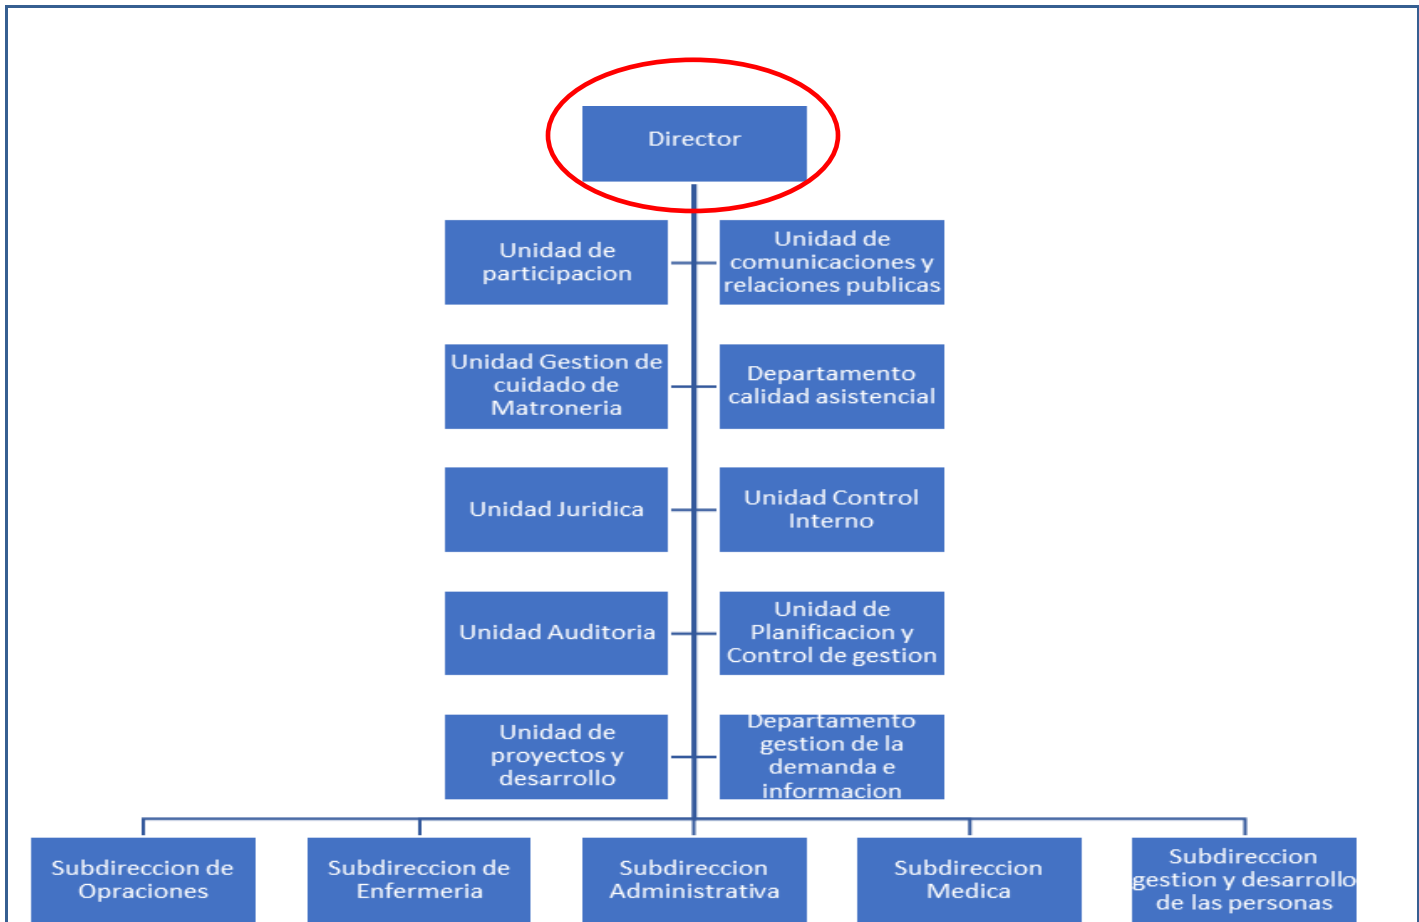 Director
Unidad de
participacion
Unidad de
comunicaciones y
relaciones publicas
Unidad Gestion de
cuidado de
Matroneria
Departamento
calidad asistencial
Unidad Juridica
Unidad Control
Interno
Unidad Auditoria
Unidad de
Planificacion y
Control de gestion
Unidad de
proyectos y
desarrollo
Departamento
gestion de la
demanda e
informacion
Subdireccion de
Opraciones
Subdireccion de
Enfermeria
Subdireccion
Administrativa
Subdireccion
Medica
Subdireccion
gestion y desarrollo
de las personas